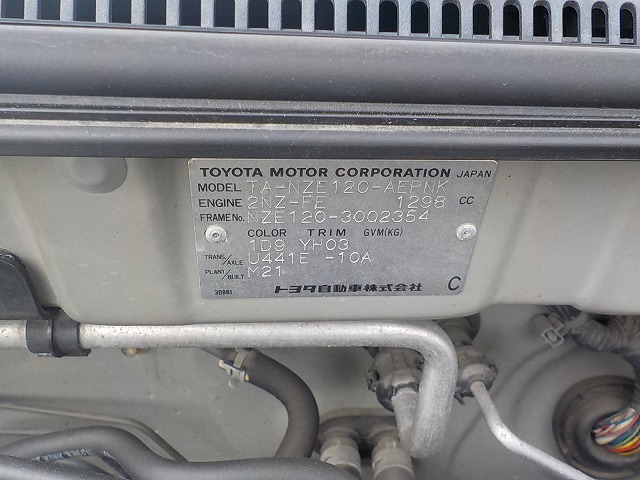 TOYOTA MOTOR CORPORATION JAPAN
MODEL TA-NZE120-AEPNK
ENGINE 2NZ-FE 1298 CC
FRAME No. NZE120-3002354
COLOR TRIM GVM(KG)
1D9 YH03
TRANS./AXLE U441E -10A
PLANT/BUILT M21
30981 トヨタ自動車株式会社 C